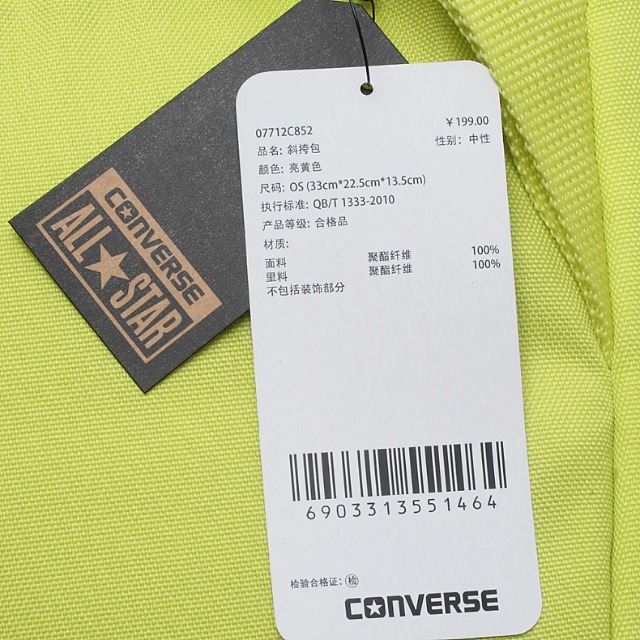 07712C852 ￥199.00
品名: 斜挎包 性别: 中性
颜色: 亮黄色
尺码: OS (33cm*22.5cm*13.5cm)
执行标准: QB/T 1333-2010
产品等级: 合格品
材质:
面料 聚酯纤维 100%
里料 聚酯纤维 100%
不包括装饰部分
6903313551464
检验合格证: 检
CONVERSE
CONVERSE
ALL STAR